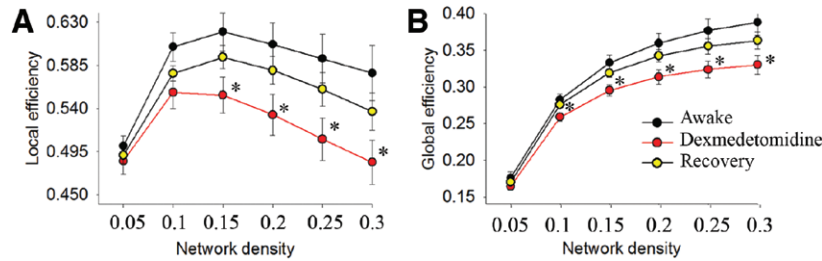 A
Local efficiency
0.630
0.585
0.540
0.495
0.450
* * * *
0.05 0.1 0.15 0.2 0.25 0.3
Network density
B
Global efficiency
0.40
0.35
0.30
0.25
0.20
0.15
* * * * *
Awake
Dexmedetomidine
Recovery
0.05 0.1 0.15 0.2 0.25 0.3
Network density